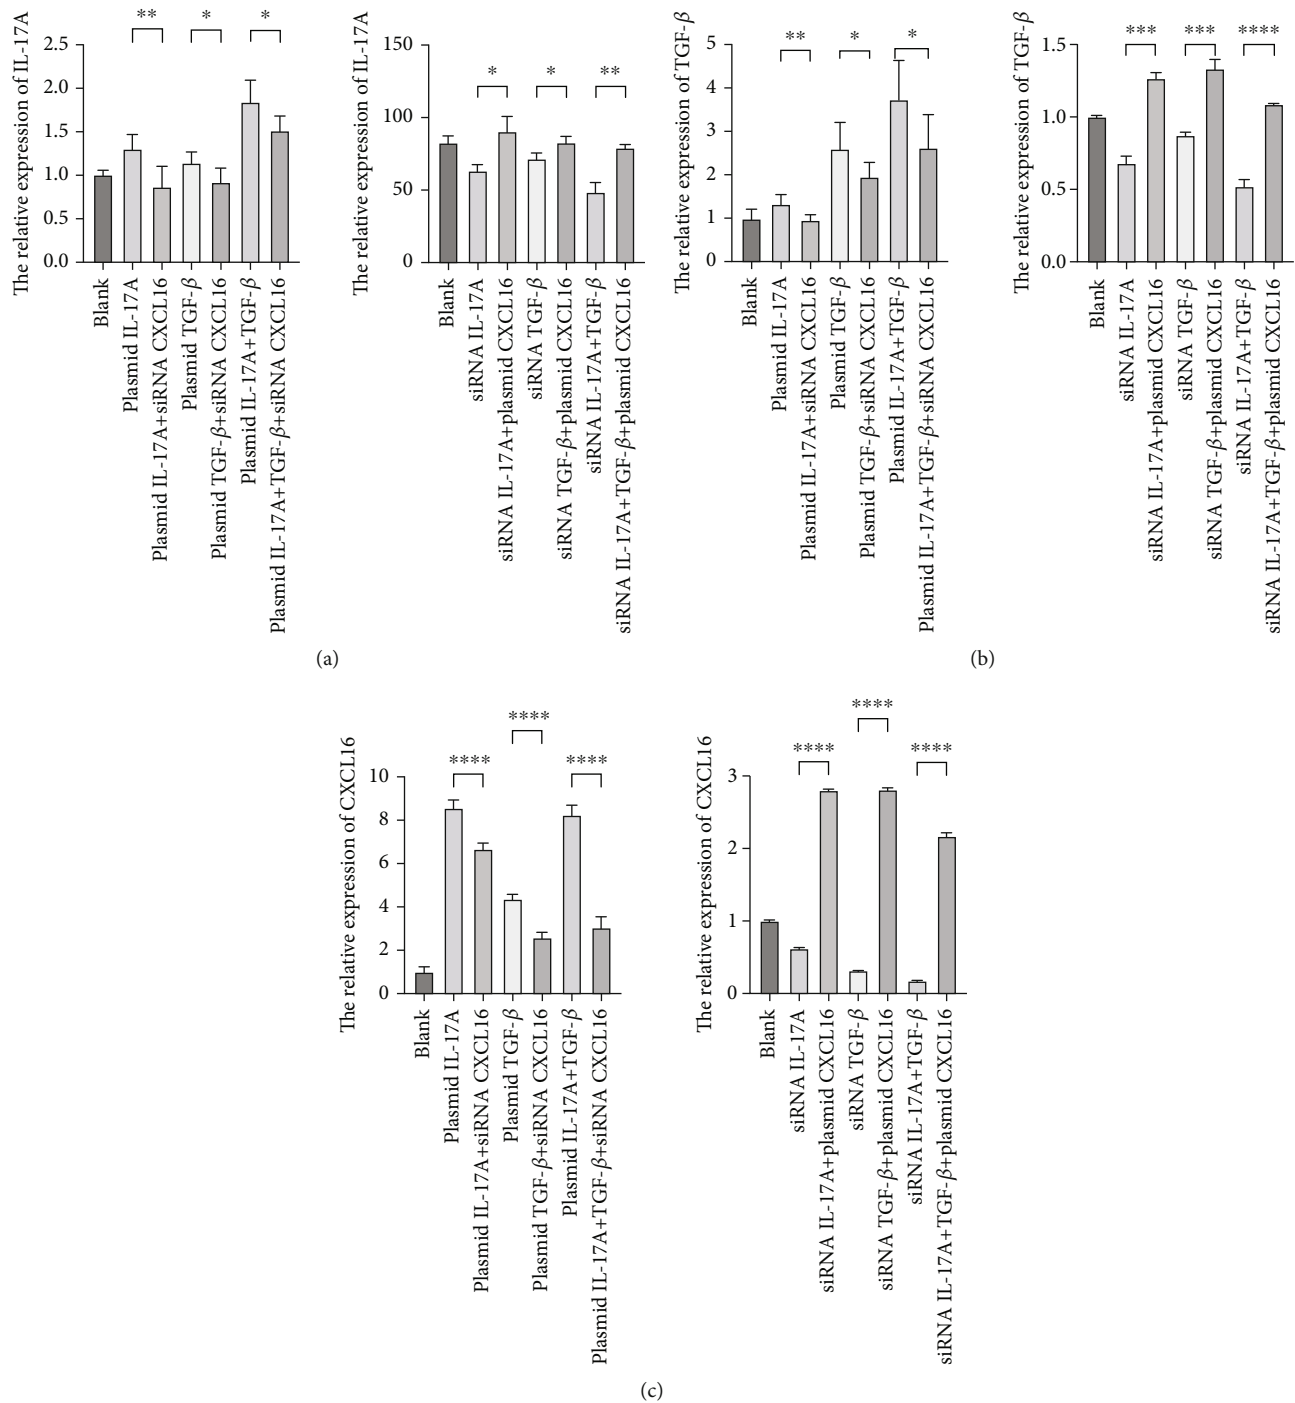 The relative expression of IL-17A
2.5
2.0
1.5
1.0
0.5
0.0
**
*
*
Blank
Plasmid IL-17A
Plasmid IL-17A+siRNA CXCL16
Plasmid TGF-β
Plasmid TGF-β+siRNA CXCL16
Plasmid IL-17A+TGF-β
Plasmid IL-17A+TGF-β+siRNA CXCL16
The relative expression of IL-17A
150
100
50
0
*
*
**
Blank
siRNA IL-17A
siRNA IL-17A+plasmid CXCL16
siRNA TGF-β
siRNA TGF-β+plasmid CXCL16
siRNA IL-17A+TGF-β
siRNA IL-17A+TGF-β+plasmid CXCL16
(a)
The relative expression of TGF-β
5
4
3
2
1
0
**
*
*
Blank
Plasmid IL-17A
Plasmid IL-17A+siRNA CXCL16
Plasmid TGF-β
Plasmid TGF-β+siRNA CXCL16
Plasmid IL-17A+TGF-β
Plasmid IL-17A+TGF-β+siRNA CXCL16
The relative expression of TGF-β
1.5
1.0
0.5
0.0
***
***
****
Blank
siRNA IL-17A
siRNA IL-17A+plasmid CXCL16
siRNA TGF-β
siRNA TGF-β+plasmid CXCL16
siRNA IL-17A+TGF-β
siRNA IL-17A+TGF-β+plasmid CXCL16
(b)
The relative expression of CXCL16
10
8
6
4
2
0
****
****
****
Blank
Plasmid IL-17A
Plasmid IL-17A+siRNA CXCL16
Plasmid TGF-β
Plasmid TGF-β+siRNA CXCL16
Plasmid IL-17A+TGF-β
Plasmid IL-17A+TGF-β+siRNA CXCL16
The relative expression of CXCL16
3
2
1
0
****
****
****
Blank
siRNA IL-17A
siRNA IL-17A+plasmid CXCL16
siRNA TGF-β
siRNA TGF-β+plasmid CXCL16
siRNA IL-17A+TGF-β
siRNA IL-17A+TGF-β+plasmid CXCL16
(c)